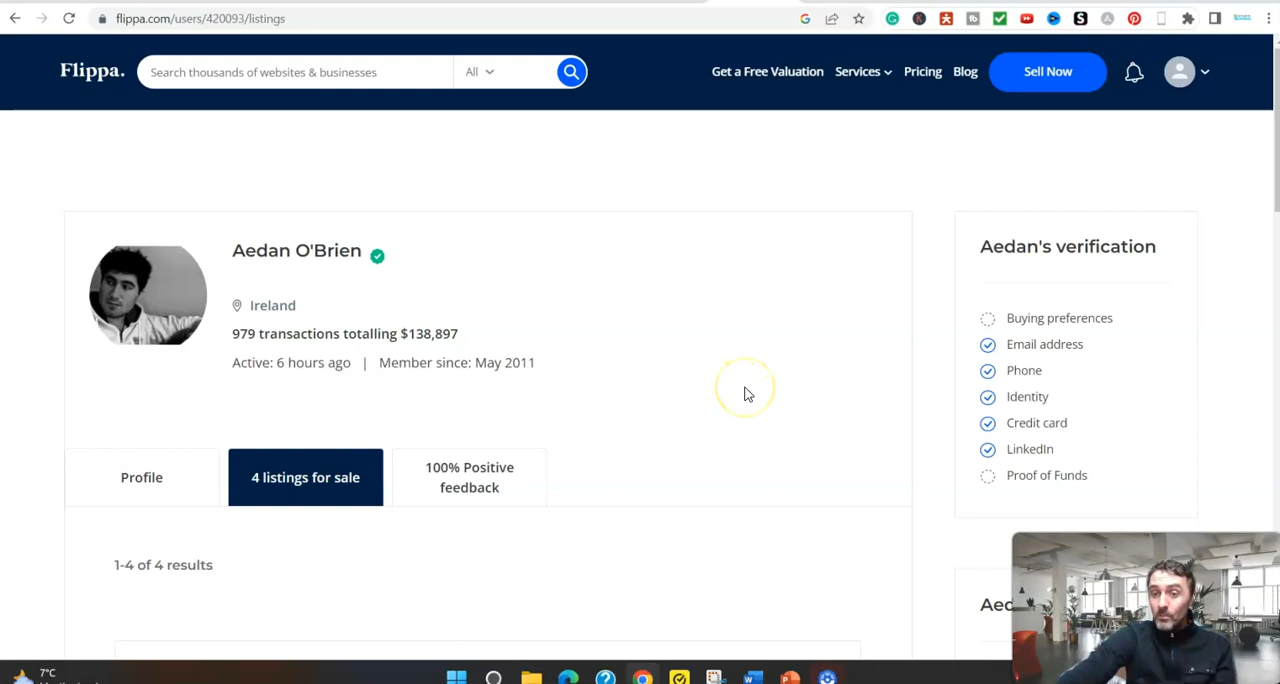 flippa.com/users/420093/listings
Flippa.
Search thousands of websites & businesses
All
Get a Free Valuation
Services
Pricing
Blog
Sell Now
Aedan O'Brien
Ireland
979 transactions totalling $138,897
Active: 6 hours ago | Member since: May 2011
Profile
4 listings for sale
100% Positive
feedback
1-4 of 4 results
Aedan's verification
Buying preferences
Email address
Phone
Identity
Credit card
LinkedIn
Proof of Funds
Aed
7°C